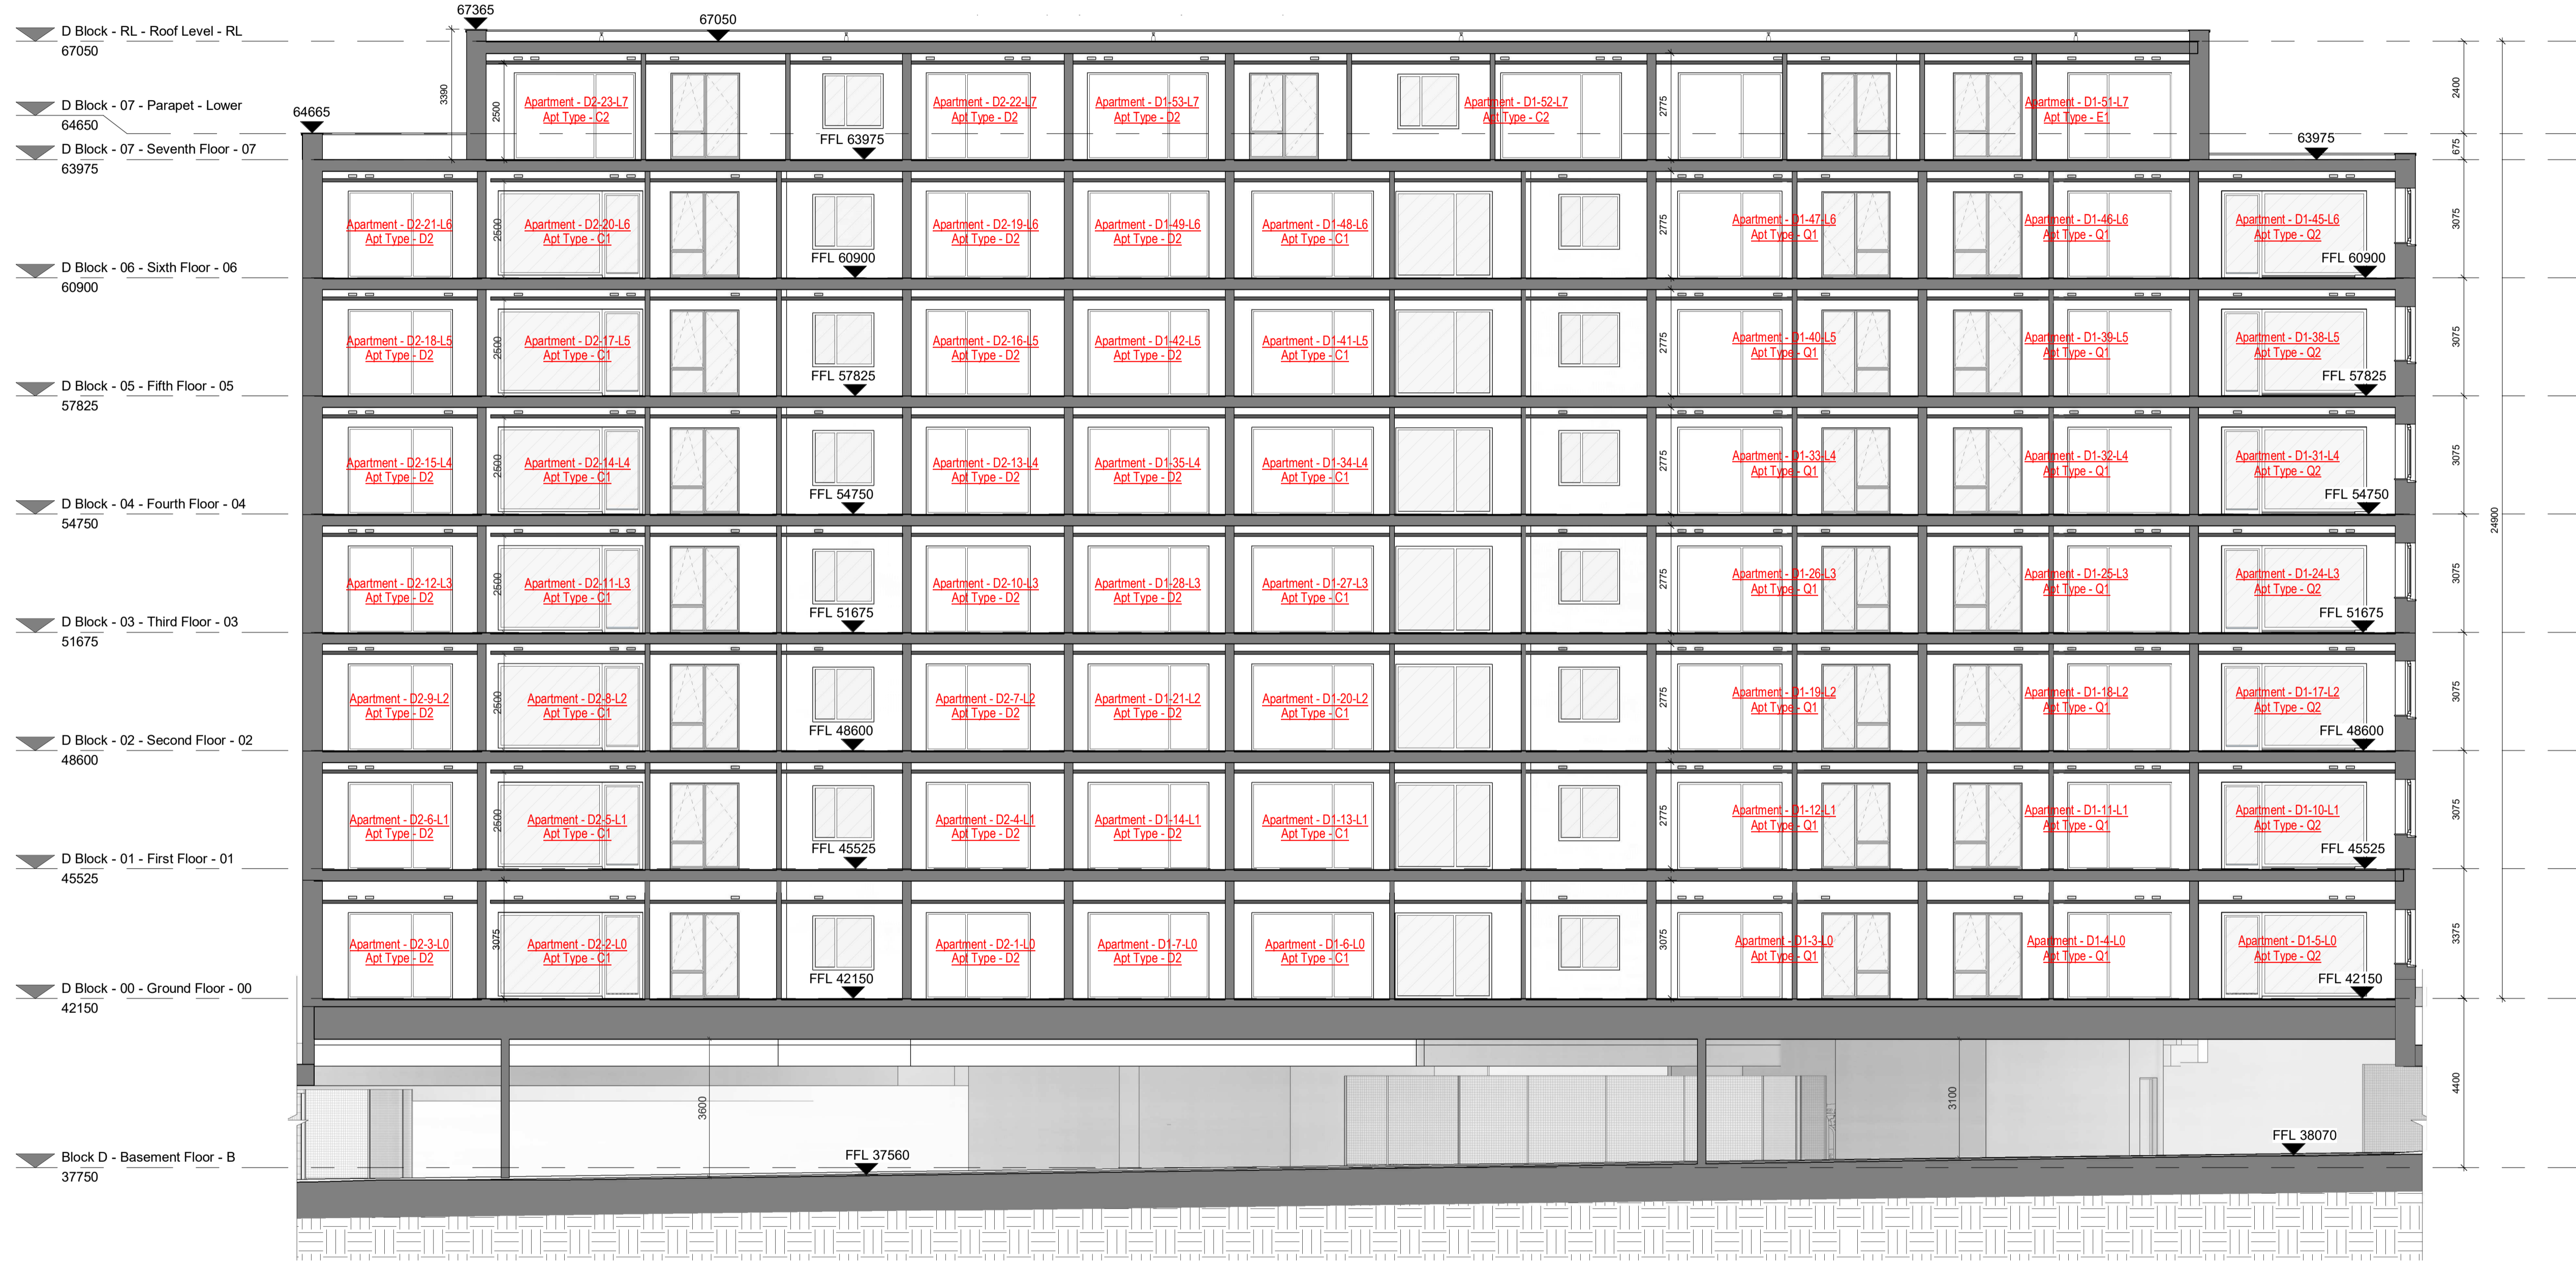 67365
67050
D Block - RL - Roof Level - RL
67050
3390
2500
2775
2400
Apartment - D2-23-L7
Apt Type - C2
Apartment - D2-22-L7
Apt Type - D2
Apartment - D1-53-L7
Apt Type - D2
Apartment - D1-52-L7
Apt Type - C2
Apartment - D1-51-L7
Apt Type - E1
D Block - 07 - Parapet - Lower
64650
64665
FFL 63975
63975
675
D Block - 07 - Seventh Floor - 07
63975
Apartment - D2-21-L6
Apt Type - D2
2500
Apartment - D2-20-L6
Apt Type - C1
Apartment - D2-19-L6
Apt Type - D2
Apartment - D1-49-L6
Apt Type - D2
Apartment - D1-48-L6
Apt Type - C1
2775
Apartment - D1-47-L6
Apt Type - Q1
Apartment - D1-46-L6
Apt Type - Q1
Apartment - D1-45-L6
Apt Type - Q2
3075
FFL 60900
FFL 60900
D Block - 06 - Sixth Floor - 06
60900
Apartment - D2-18-L5
Apt Type - D2
2500
Apartment - D2-17-L5
Apt Type - C1
Apartment - D2-16-L5
Apt Type - D2
Apartment - D1-42-L5
Apt Type - D2
Apartment - D1-41-L5
Apt Type - C1
2775
Apartment - D1-40-L5
Apt Type - Q1
Apartment - D1-39-L5
Apt Type - Q1
Apartment - D1-38-L5
Apt Type - Q2
3075
FFL 57825
FFL 57825
D Block - 05 - Fifth Floor - 05
57825
Apartment - D2-15-L4
Apt Type - D2
2500
Apartment - D2-14-L4
Apt Type - C1
Apartment - D2-13-L4
Apt Type - D2
Apartment - D1-35-L4
Apt Type - D2
Apartment - D1-34-L4
Apt Type - C1
2775
Apartment - D1-33-L4
Apt Type - Q1
Apartment - D1-32-L4
Apt Type - Q1
Apartment - D1-31-L4
Apt Type - Q2
3075
FFL 54750
FFL 54750
D Block - 04 - Fourth Floor - 04
54750
24900
Apartment - D2-12-L3
Apt Type - D2
2500
Apartment - D2-11-L3
Apt Type - C1
Apartment - D2-10-L3
Apt Type - D2
Apartment - D1-28-L3
Apt Type - D2
Apartment - D1-27-L3
Apt Type - C1
2775
Apartment - D1-26-L3
Apt Type - Q1
Apartment - D1-25-L3
Apt Type - Q1
Apartment - D1-24-L3
Apt Type - Q2
3075
FFL 51675
FFL 51675
D Block - 03 - Third Floor - 03
51675
Apartment - D2-9-L2
Apt Type - D2
2500
Apartment - D2-8-L2
Apt Type - C1
Apartment - D2-7-L2
Apt Type - D2
Apartment - D1-21-L2
Apt Type - D2
Apartment - D1-20-L2
Apt Type - C1
2775
Apartment - D1-19-L2
Apt Type - Q1
Apartment - D1-18-L2
Apt Type - Q1
Apartment - D1-17-L2
Apt Type - Q2
3075
FFL 48600
FFL 48600
D Block - 02 - Second Floor - 02
48600
Apartment - D2-6-L1
Apt Type - D2
2500
Apartment - D2-5-L1
Apt Type - C1
Apartment - D2-4-L1
Apt Type - D2
Apartment - D1-14-L1
Apt Type - D2
Apartment - D1-13-L1
Apt Type - C1
2775
Apartment - D1-12-L1
Apt Type - Q1
Apartment - D1-11-L1
Apt Type - Q1
Apartment - D1-10-L1
Apt Type - Q2
3075
FFL 45525
FFL 45525
D Block - 01 - First Floor - 01
45525
Apartment - D2-3-L0
Apt Type - D2
3075
Apartment - D2-2-L0
Apt Type - C1
Apartment - D2-1-L0
Apt Type - D2
Apartment - D1-7-L0
Apt Type - D2
Apartment - D1-6-L0
Apt Type - C1
3075
Apartment - D1-3-L0
Apt Type - Q1
Apartment - D1-4-L0
Apt Type - Q1
Apartment - D1-5-L0
Apt Type - Q2
3375
FFL 42150
FFL 42150
D Block - 00 - Ground Floor - 00
42150
3600
3100
4400
FFL 37560
FFL 38070
Block D - Basement Floor - B
37750